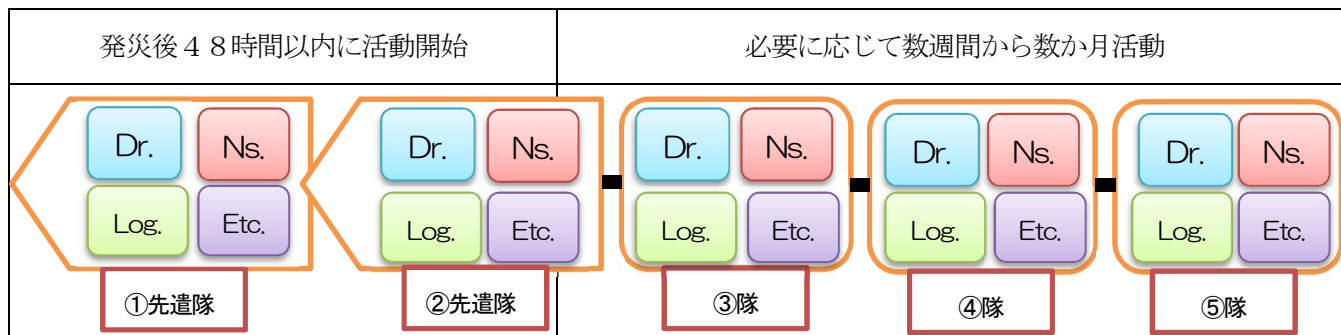 発災後４８時間以内に活動開始
必要に応じて数週間から数か月活動
Dr. Ns.
Log. Etc.
①先遣隊
Dr. Ns.
Log. Etc.
②先遣隊
Dr. Ns.
Log. Etc.
③隊
Dr. Ns.
Log. Etc.
④隊
Dr. Ns.
Log. Etc.
⑤隊